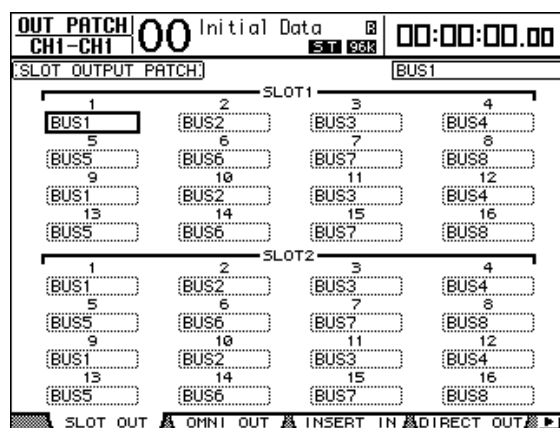 OUT PATCH 00 Initial Data R 00:00:00.00
CH1-CH1 ST 96k
SLOT OUTPUT PATCH BUS1
SLOT1
1 2 3 4
BUS1 BUS2 BUS3 BUS4
5 6 7 8
BUS5 BUS6 BUS7 BUS8
9 10 11 12
BUS1 BUS2 BUS3 BUS4
13 14 15 16
BUS5 BUS6 BUS7 BUS8
SLOT2
1 2 3 4
BUS1 BUS2 BUS3 BUS4
5 6 7 8
BUS5 BUS6 BUS7 BUS8
9 10 11 12
BUS1 BUS2 BUS3 BUS4
13 14 15 16
BUS5 BUS6 BUS7 BUS8
SLOT OUT OMNI OUT INSERT IN DIRECT OUT